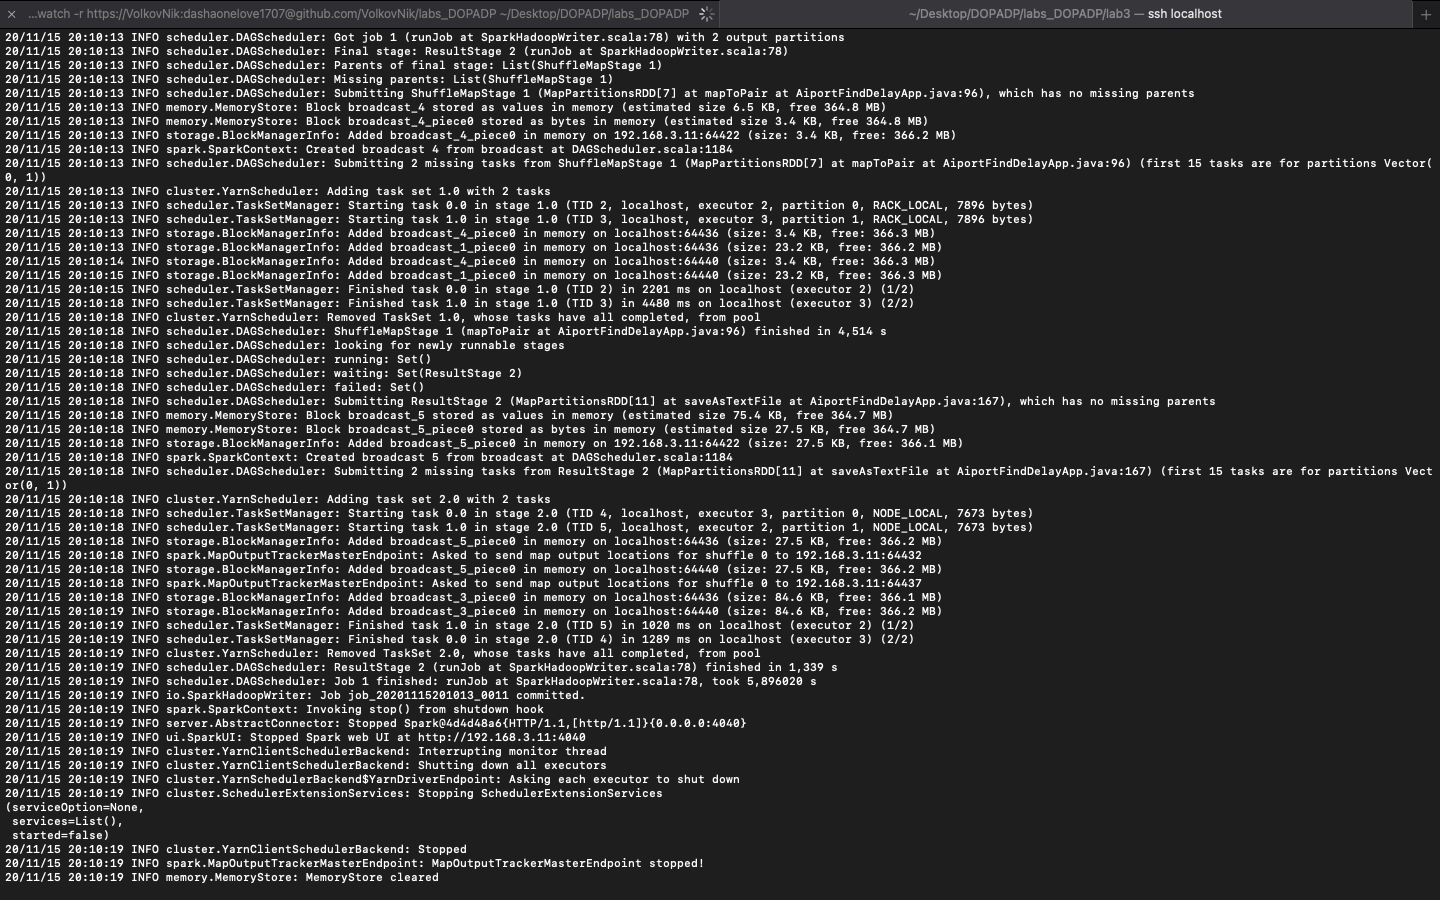 ...watch -r https://VolkovNik:dashaonelove1707@github.com/VolkovNik/labs_DOPADP ~/Desktop/DOPADP/labs_DOPADP
~/Desktop/DOPADP/labs_DOPADP/lab3 — ssh localhost
20/11/15 20:10:13 INFO scheduler.DAGScheduler: Got job 1 (runJob at SparkHadoopWriter.scala:78) with 2 output partitions
20/11/15 20:10:13 INFO scheduler.DAGScheduler: Final stage: ResultStage 2 (runJob at SparkHadoopWriter.scala:78)
20/11/15 20:10:13 INFO scheduler.DAGScheduler: Parents of final stage: List(ShuffleMapStage 1)
20/11/15 20:10:13 INFO scheduler.DAGScheduler: Missing parents: List(ShuffleMapStage 1)
20/11/15 20:10:13 INFO scheduler.DAGScheduler: Submitting ShuffleMapStage 1 (MapPartitionsRDD[7] at mapToPair at AiportFindDelayApp.java:96), which has no missing parents
20/11/15 20:10:13 INFO memory.MemoryStore: Block broadcast_4 stored as values in memory (estimated size 6.5 KB, free 364.8 MB)
20/11/15 20:10:13 INFO memory.MemoryStore: Block broadcast_4_piece0 stored as bytes in memory (estimated size 3.4 KB, free 364.8 MB)
20/11/15 20:10:13 INFO storage.BlockManagerInfo: Added broadcast_4_piece0 in memory on 192.168.3.11:64422 (size: 3.4 KB, free: 366.2 MB)
20/11/15 20:10:13 INFO spark.SparkContext: Created broadcast 4 from broadcast at DAGScheduler.scala:1184
20/11/15 20:10:13 INFO scheduler.DAGScheduler: Submitting 2 missing tasks from ShuffleMapStage 1 (MapPartitionsRDD[7] at mapToPair at AiportFindDelayApp.java:96) (first 15 tasks are for partitions Vector(
0, 1))
20/11/15 20:10:13 INFO cluster.YarnScheduler: Adding task set 1.0 with 2 tasks
20/11/15 20:10:13 INFO scheduler.TaskSetManager: Starting task 0.0 in stage 1.0 (TID 2, localhost, executor 2, partition 0, RACK_LOCAL, 7896 bytes)
20/11/15 20:10:13 INFO scheduler.TaskSetManager: Starting task 1.0 in stage 1.0 (TID 3, localhost, executor 3, partition 1, RACK_LOCAL, 7896 bytes)
20/11/15 20:10:13 INFO storage.BlockManagerInfo: Added broadcast_4_piece0 in memory on localhost:64436 (size: 3.4 KB, free: 366.3 MB)
20/11/15 20:10:13 INFO storage.BlockManagerInfo: Added broadcast_1_piece0 in memory on localhost:64436 (size: 23.2 KB, free: 366.2 MB)
20/11/15 20:10:14 INFO storage.BlockManagerInfo: Added broadcast_4_piece0 in memory on localhost:64440 (size: 3.4 KB, free: 366.3 MB)
20/11/15 20:10:15 INFO storage.BlockManagerInfo: Added broadcast_1_piece0 in memory on localhost:64440 (size: 23.2 KB, free: 366.3 MB)
20/11/15 20:10:15 INFO scheduler.TaskSetManager: Finished task 0.0 in stage 1.0 (TID 2) in 2201 ms on localhost (executor 2) (1/2)
20/11/15 20:10:18 INFO scheduler.TaskSetManager: Finished task 1.0 in stage 1.0 (TID 3) in 4480 ms on localhost (executor 3) (2/2)
20/11/15 20:10:18 INFO cluster.YarnScheduler: Removed TaskSet 1.0, whose tasks have all completed, from pool
20/11/15 20:10:18 INFO scheduler.DAGScheduler: ShuffleMapStage 1 (mapToPair at AiportFindDelayApp.java:96) finished in 4,514 s
20/11/15 20:10:18 INFO scheduler.DAGScheduler: looking for newly runnable stages
20/11/15 20:10:18 INFO scheduler.DAGScheduler: running: Set()
20/11/15 20:10:18 INFO scheduler.DAGScheduler: waiting: Set(ResultStage 2)
20/11/15 20:10:18 INFO scheduler.DAGScheduler: failed: Set()
20/11/15 20:10:18 INFO scheduler.DAGScheduler: Submitting ResultStage 2 (MapPartitionsRDD[11] at saveAsTextFile at AiportFindDelayApp.java:167), which has no missing parents
20/11/15 20:10:18 INFO memory.MemoryStore: Block broadcast_5 stored as values in memory (estimated size 75.4 KB, free 364.7 MB)
20/11/15 20:10:18 INFO memory.MemoryStore: Block broadcast_5_piece0 stored as bytes in memory (estimated size 27.5 KB, free 364.7 MB)
20/11/15 20:10:18 INFO storage.BlockManagerInfo: Added broadcast_5_piece0 in memory on 192.168.3.11:64422 (size: 27.5 KB, free: 366.1 MB)
20/11/15 20:10:18 INFO spark.SparkContext: Created broadcast 5 from broadcast at DAGScheduler.scala:1184
20/11/15 20:10:18 INFO scheduler.DAGScheduler: Submitting 2 missing tasks from ResultStage 2 (MapPartitionsRDD[11] at saveAsTextFile at AiportFindDelayApp.java:167) (first 15 tasks are for partitions Vect
or(0, 1))
20/11/15 20:10:18 INFO cluster.YarnScheduler: Adding task set 2.0 with 2 tasks
20/11/15 20:10:18 INFO scheduler.TaskSetManager: Starting task 0.0 in stage 2.0 (TID 4, localhost, executor 3, partition 0, NODE_LOCAL, 7673 bytes)
20/11/15 20:10:18 INFO scheduler.TaskSetManager: Starting task 1.0 in stage 2.0 (TID 5, localhost, executor 2, partition 1, NODE_LOCAL, 7673 bytes)
20/11/15 20:10:18 INFO storage.BlockManagerInfo: Added broadcast_5_piece0 in memory on localhost:64436 (size: 27.5 KB, free: 366.2 MB)
20/11/15 20:10:18 INFO spark.MapOutputTrackerMasterEndpoint: Asked to send map output locations for shuffle 0 to 192.168.3.11:64432
20/11/15 20:10:18 INFO storage.BlockManagerInfo: Added broadcast_5_piece0 in memory on localhost:64440 (size: 27.5 KB, free: 366.2 MB)
20/11/15 20:10:18 INFO spark.MapOutputTrackerMasterEndpoint: Asked to send map output locations for shuffle 0 to 192.168.3.11:64437
20/11/15 20:10:18 INFO storage.BlockManagerInfo: Added broadcast_3_piece0 in memory on localhost:64436 (size: 84.6 KB, free: 366.1 MB)
20/11/15 20:10:19 INFO storage.BlockManagerInfo: Added broadcast_3_piece0 in memory on localhost:64440 (size: 84.6 KB, free: 366.2 MB)
20/11/15 20:10:19 INFO scheduler.TaskSetManager: Finished task 1.0 in stage 2.0 (TID 5) in 1020 ms on localhost (executor 2) (1/2)
20/11/15 20:10:19 INFO scheduler.TaskSetManager: Finished task 0.0 in stage 2.0 (TID 4) in 1289 ms on localhost (executor 3) (2/2)
20/11/15 20:10:19 INFO cluster.YarnScheduler: Removed TaskSet 2.0, whose tasks have all completed, from pool
20/11/15 20:10:19 INFO scheduler.DAGScheduler: ResultStage 2 (runJob at SparkHadoopWriter.scala:78) finished in 1,339 s
20/11/15 20:10:19 INFO scheduler.DAGScheduler: Job 1 finished: runJob at SparkHadoopWriter.scala:78, took 5,896020 s
20/11/15 20:10:19 INFO io.SparkHadoopWriter: Job job_20201115201013_0011 committed.
20/11/15 20:10:19 INFO spark.SparkContext: Invoking stop() from shutdown hook
20/11/15 20:10:19 INFO server.AbstractConnector: Stopped Spark@4d4d48a6{HTTP/1.1,[http/1.1]}{0.0.0.0:4040}
20/11/15 20:10:19 INFO ui.SparkUI: Stopped Spark web UI at http://192.168.3.11:4040
20/11/15 20:10:19 INFO cluster.YarnClientSchedulerBackend: Interrupting monitor thread
20/11/15 20:10:19 INFO cluster.YarnClientSchedulerBackend: Shutting down all executors
20/11/15 20:10:19 INFO cluster.YarnSchedulerBackend$YarnDriverEndpoint: Asking each executor to shut down
20/11/15 20:10:19 INFO cluster.SchedulerExtensionServices: Stopping SchedulerExtensionServices
(serviceOption=None,
 services=List(),
 started=false)
20/11/15 20:10:19 INFO cluster.YarnClientSchedulerBackend: Stopped
20/11/15 20:10:19 INFO spark.MapOutputTrackerMasterEndpoint: MapOutputTrackerMasterEndpoint stopped!
20/11/15 20:10:19 INFO memory.MemoryStore: MemoryStore cleared